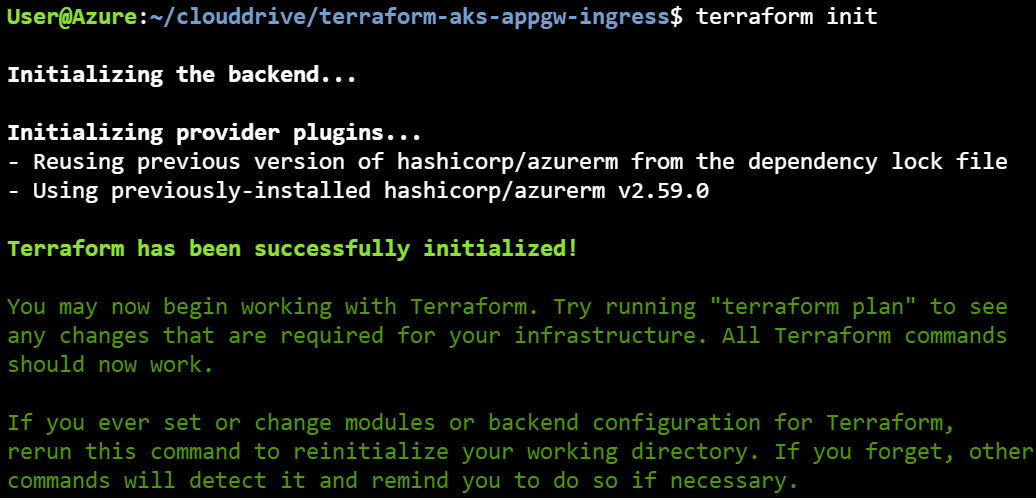 User@Azure:~/clouddrive/terraform-aks-appgw-ingress$ terraform init
Initializing the backend...
Initializing provider plugins...
- Reusing previous version of hashicorp/azurerm from the dependency lock file
- Using previously-installed hashicorp/azurerm v2.59.0
Terraform has been successfully initialized!
You may now begin working with Terraform. Try running "terraform plan" to see
any changes that are required for your infrastructure. All Terraform commands
should now work.
If you ever set or change modules or backend configuration for Terraform,
rerun this command to reinitialize your working directory. If you forget, other
commands will detect it and remind you to do so if necessary.